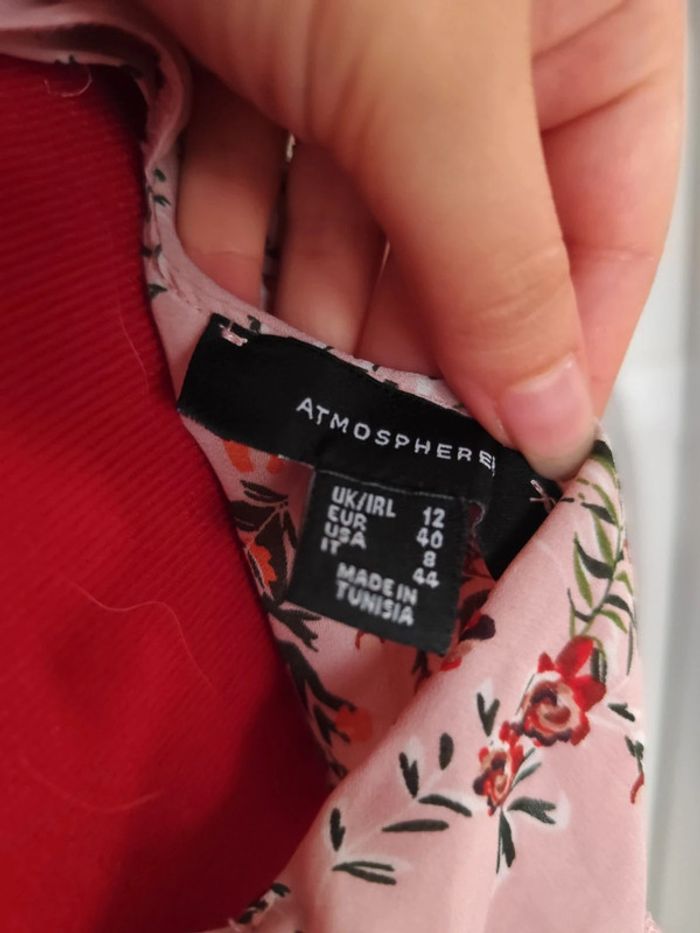 ATMOSPHERE
UK/IRL 12
EUR 40
USA 8
IT 44
MADE IN
TUNISIA